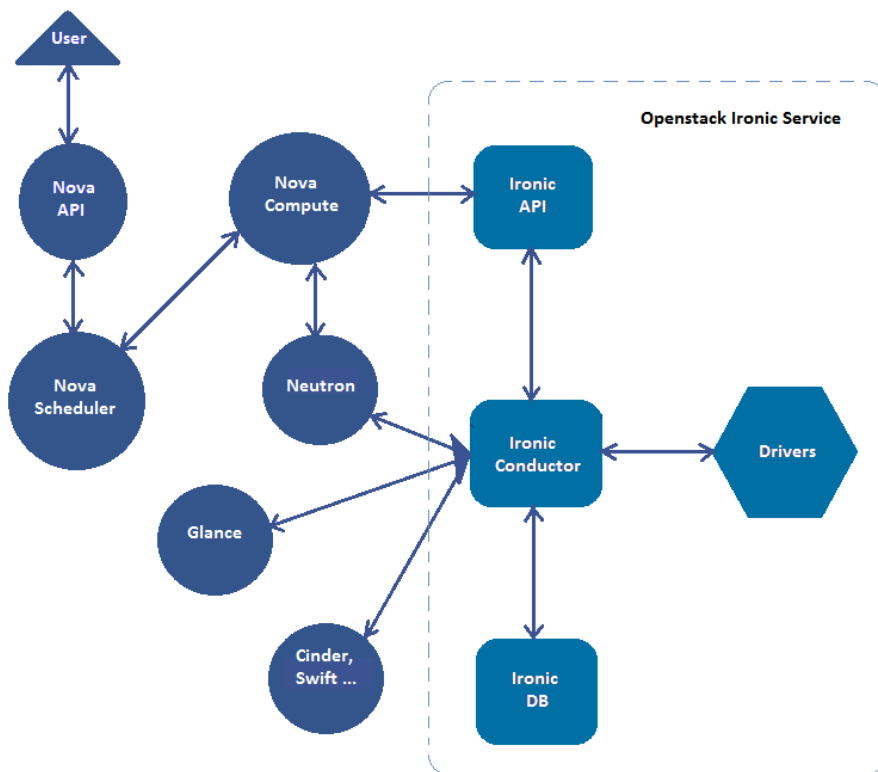 User
Openstack Ironic Service
Nova
API
Nova
Compute
Ironic
API
Nova
Scheduler
Neutron
Ironic
Conductor
Drivers
Glance
Cinder,
Swift ...
Ironic
DB